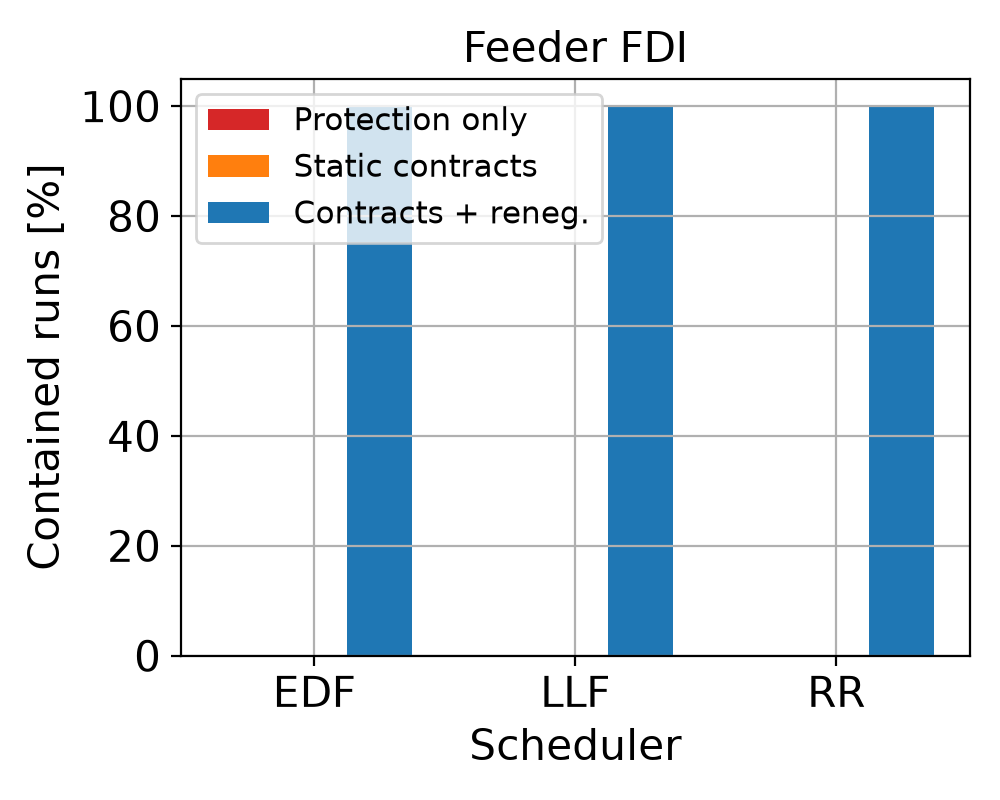 Feeder FDI
Contained runs [%]
100
80
60
40
20
0
Protection only
Static contracts
Contracts + reneg.
EDF LLF RR
Scheduler